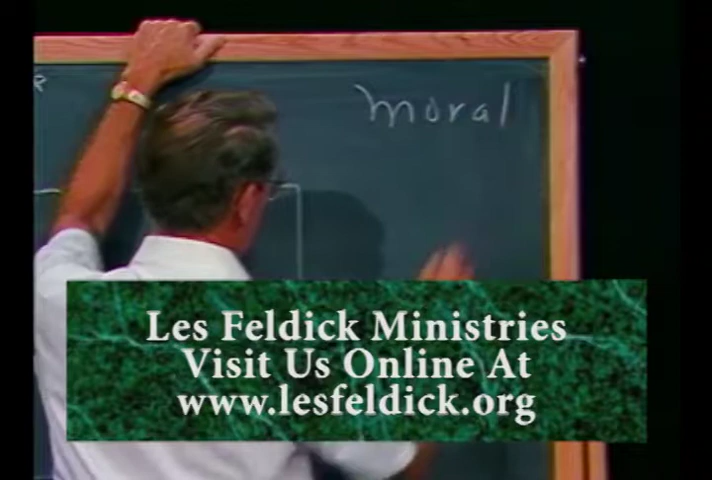 moral
Les Feldick Ministries
Visit Us Online At
www.lesfeldick.org